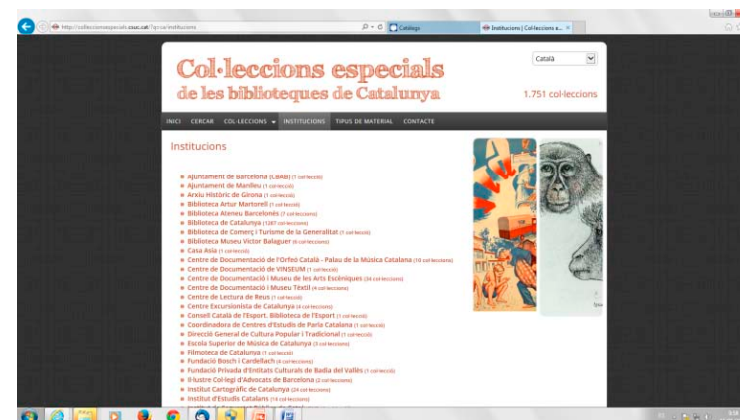 http://colleccionsespecials.csuc.cat/?q=ca/institucions
Catàlegs
Institucions | Col·leccions e...
Col·leccions especials
de les biblioteques de Catalunya
Català
1.751 col·leccions
INICI CERCAR COL·LECCIONS INSTITUCIONS TIPUS DE MATERIAL CONTACTE
Institucions
Ajuntament de Barcelona (CBAB) (1 col·lecció)
Ajuntament de Manlleu (1 col·lecció)
Arxiu Històric de Girona (1 col·lecció)
Biblioteca Artur Martorell (1 col·lecció)
Biblioteca Ateneu Barcelonès (7 col·leccions)
Biblioteca de Catalunya (1267 col·leccions)
Biblioteca de Comerç i Turisme de la Generalitat (1 col·lecció)
Biblioteca Museu Víctor Balaguer (6 col·leccions)
Casa Asia (1 col·lecció)
Centre de Documentació de l'Orfeó Català - Palau de la Música Catalana (10 col·leccions)
Centre de Documentació de VINSEUM (1 col·lecció)
Centre de Documentació i Museu de les Arts Escèniques (34 col·leccions)
Centre de Documentació i Museu Tèxtil (4 col·leccions)
Centre de Lectura de Reus (1 col·lecció)
Centre Excursionista de Catalunya (4 col·leccions)
Consell Català de l'Esport. Biblioteca de l'Esport (1 col·lecció)
Coordinadora de Centres d'Estudis de Parla Catalana (1 col·lecció)
Direcció General de Cultura Popular i Tradicional (1 col·lecció)
Escola Superior de Música de Catalunya (3 col·leccions)
Filmoteca de Catalunya (1 col·lecció)
Fundació Bosch i Cardellach (4 col·leccions)
Fundació Privada d'Entitats Culturals de Badia del Vallès (1 col·lecció)
Il·lustre Col·legi d'Advocats de Barcelona (2 col·leccions)
Institut Cartogràfic de Catalunya (24 col·leccions)
Institut d'Estudis Catalans (14 col·leccions)